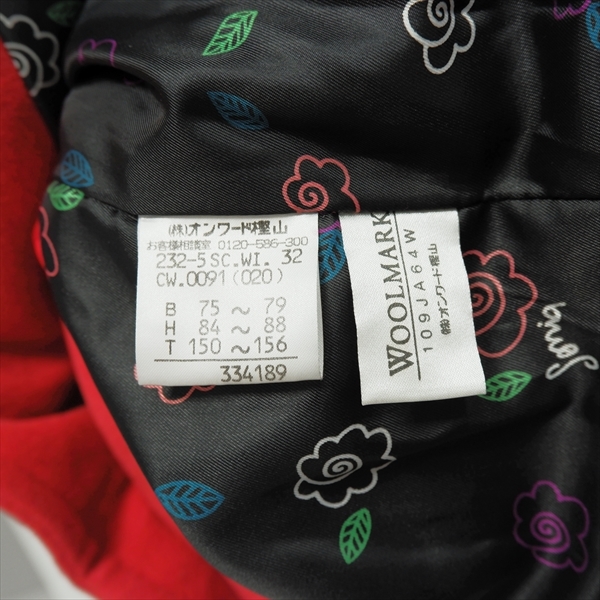 (株)オンワード樫山
お客様相談室 0120-586-300
232-5SC.WI. 32
CW.0091(020)
B 75 ~ 79
H 84 ~ 88
T 150 ~ 156
334189
WOOLMARK
109JA64W
㈱オンワード樫山
Sonia